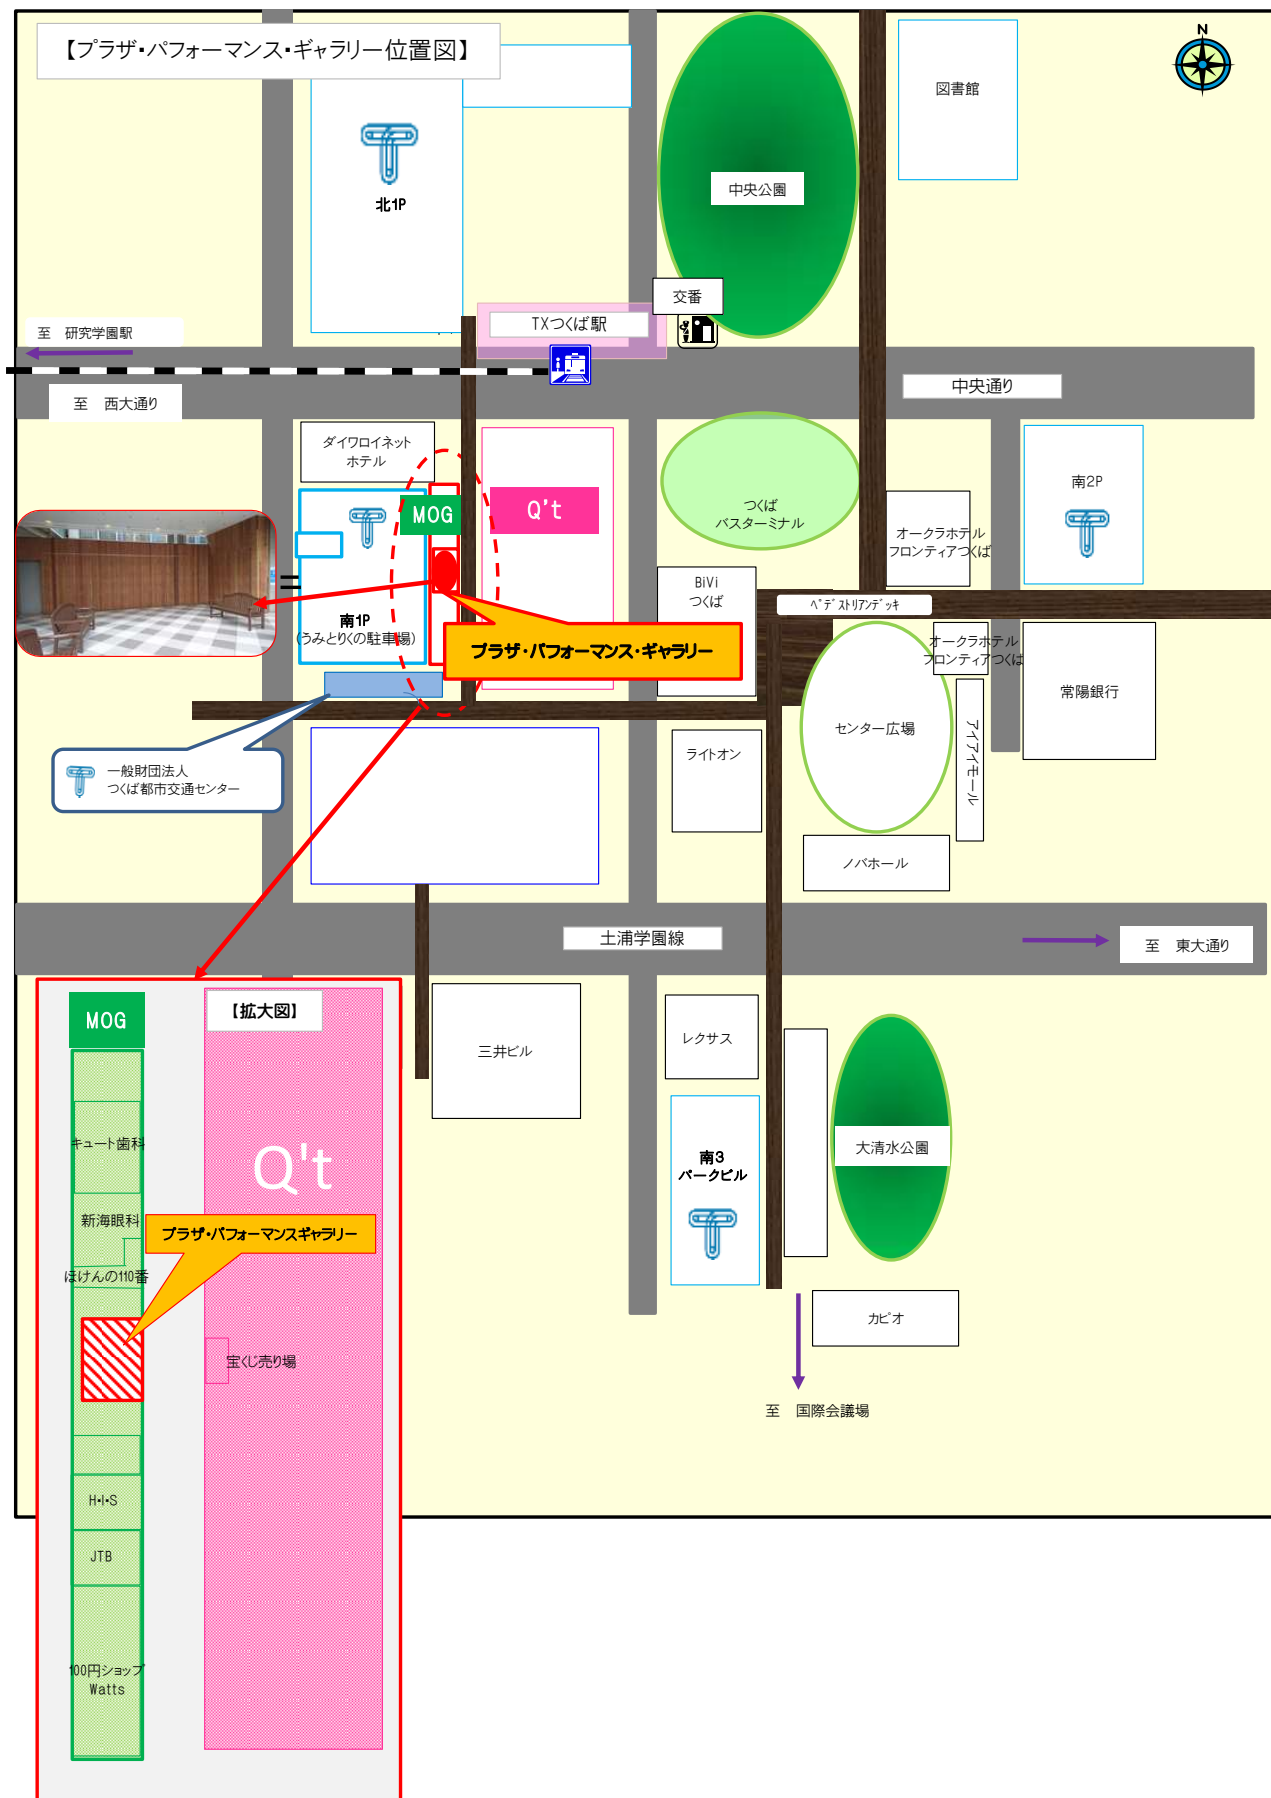 【プラザ・パフォーマンス・ギャラリー位置図】
N
図書館
中央公園
北1P
交番
TXつくば駅
至　研究学園駅
中央通り
至　西大通り
ダイワロイネット
ホテル
MOG
Q't
つくば
バスターミナル
南2P
オークラホテル
フロンティアつくば
BiVi
つくば
ペデストリアンデッキ
南1P
(うみとりくの駐車場)
プラザ・パフォーマンス・ギャラリー
オークラホテル
フロンティアつくば
常陽銀行
センター広場
アイアイモール
ライトオン
一般財団法人
つくば都市交通センター
ノバホール
土浦学園線
至　東大通り
MOG
【拡大図】
三井ビル
レクサス
大清水公園
キュート歯科
Q't
南3
パークビル
新海眼科
プラザ・パフォーマンスギャラリー
ほけんの110番
カピオ
宝くじ売り場
至　国際会議場
H・I・S
JTB
100円ショップ
Watts